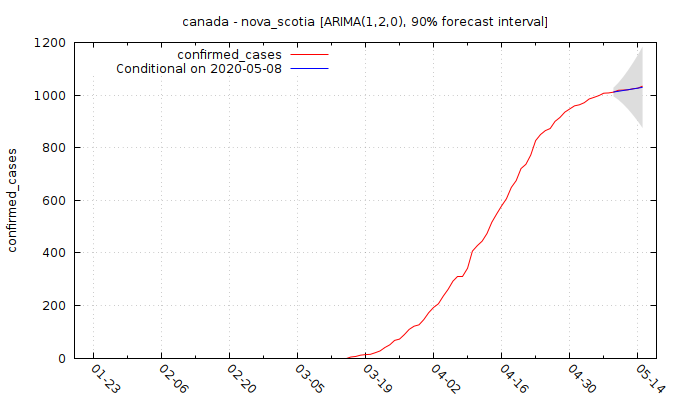 canada - nova_scotia [ARIMA(1,2,0), 90% forecast interval]
confirmed_cases
Conditional on 2020-05-08
confirmed_cases
1200
1000
800
600
400
200
0
01-23 02-06 02-20 03-05 03-19 04-02 04-16 04-30 05-14